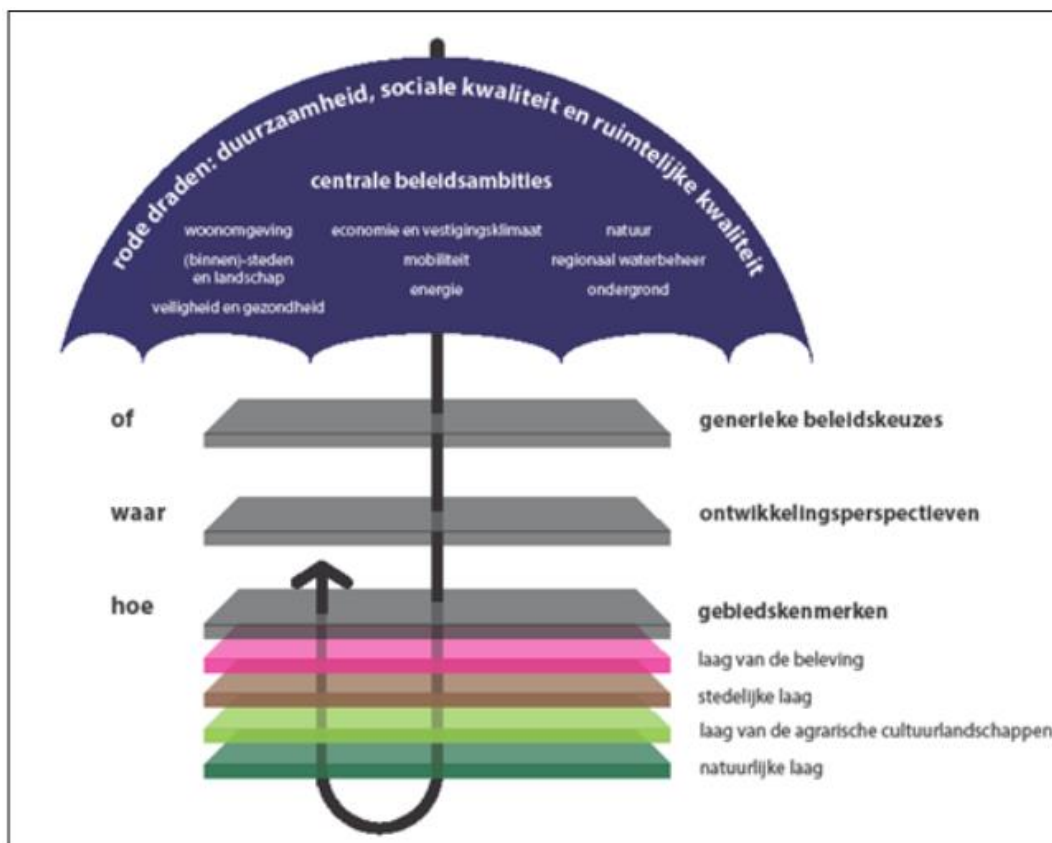 rode draden: duurzaamheid, sociale kwaliteit en ruimtelijke kwaliteit
centrale beleidsambities
woonomgeving
(binnen)-steden
en landschap
veiligheid en gezondheid
economie en vestigingsklimaat
mobiliteit
energie
natuur
regionaal waterbeheer
ondergrond
of
generieke beleidskeuzes
waar
ontwikkelingsperspectieven
hoe
gebiedskenmerken
laag van de beleving
stedelijke laag
laag van de agrarische cultuurlandschappen
natuurlijke laag